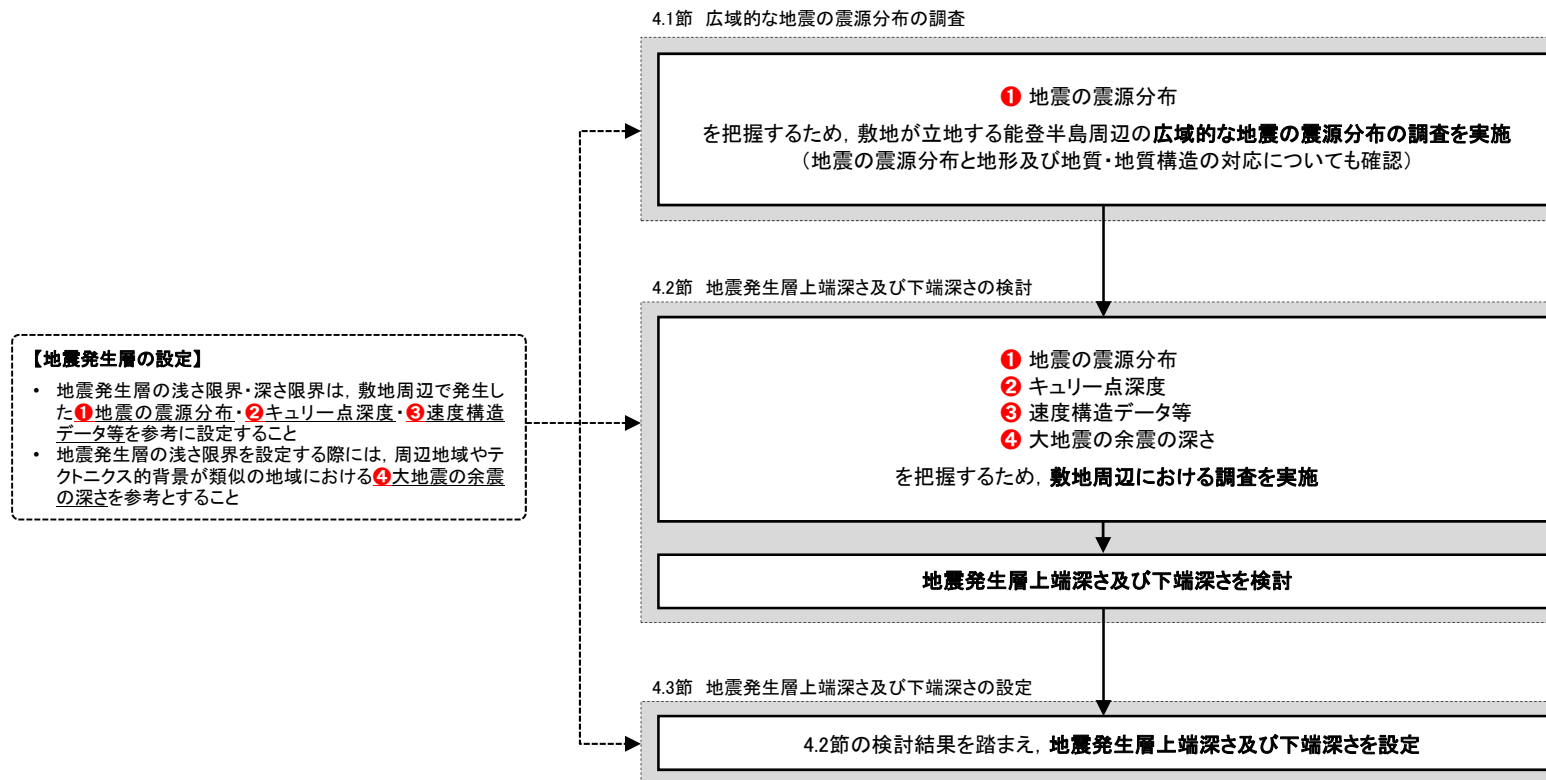 4.1節 広域的な地震の震源分布の調査
❶ 地震の震源分布
を把握するため, 敷地が立地する能登半島周辺の広域的な地震の震源分布の調査を実施
（地震の震源分布と地形及び地質・地質構造の対応についても確認）
4.2節 地震発生層上端深さ及び下端深さの検討
❶ 地震の震源分布
❷ キュリー点深度
❸ 速度構造データ等
❹ 大地震の余震の深さ
を把握するため, 敷地周辺における調査を実施
地震発生層上端深さ及び下端深さを検討
【地震発生層の設定】
• 地震発生層の浅さ限界・深さ限界は, 敷地周辺で発生し
た❶地震の震源分布・❷キュリー点深度・❸速度構造
データ等を参考に設定すること
• 地震発生層の浅さ限界を設定する際には, 周辺地域やテ
クトニクス的背景が類似の地域における❹大地震の余震
の深さを参考とすること
4.3節 地震発生層上端深さ及び下端深さの設定
4.2節の検討結果を踏まえ, 地震発生層上端深さ及び下端深さを設定